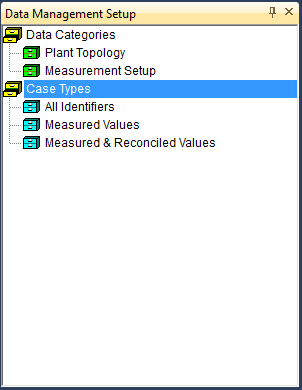 Data Management Setup
Data Categories
Plant Topology
Measurement Setup
Case Types
All Identifiers
Measured Values
Measured & Reconciled Values